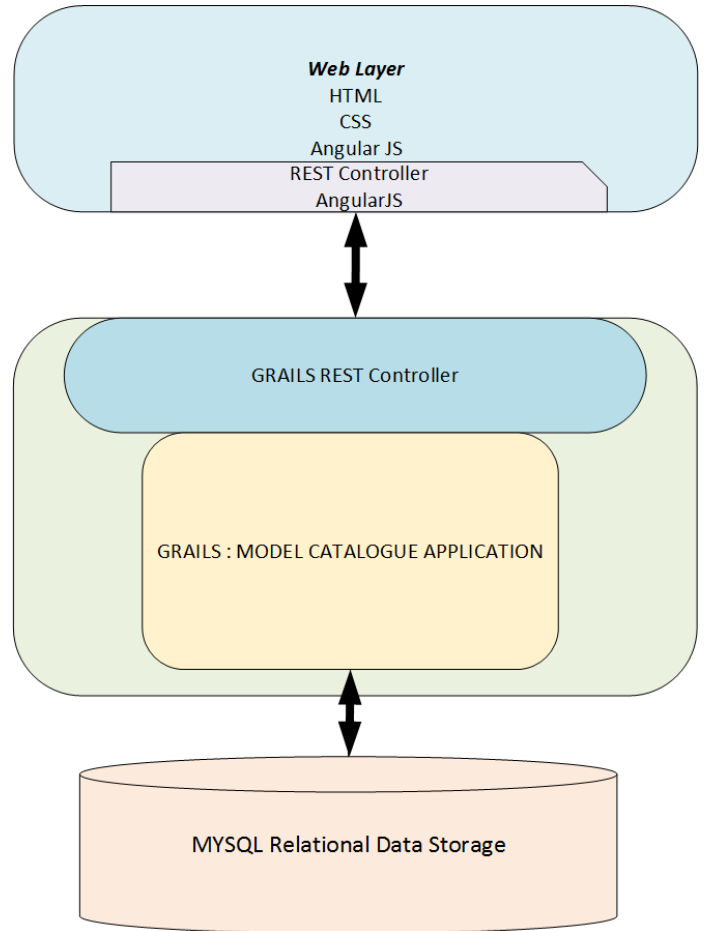 Web Layer
HTML
CSS
Angular JS
REST Controller
AngularJS
GRAILS REST Controller
GRAILS : MODEL CATALOGUE APPLICATION
MYSQL Relational Data Storage